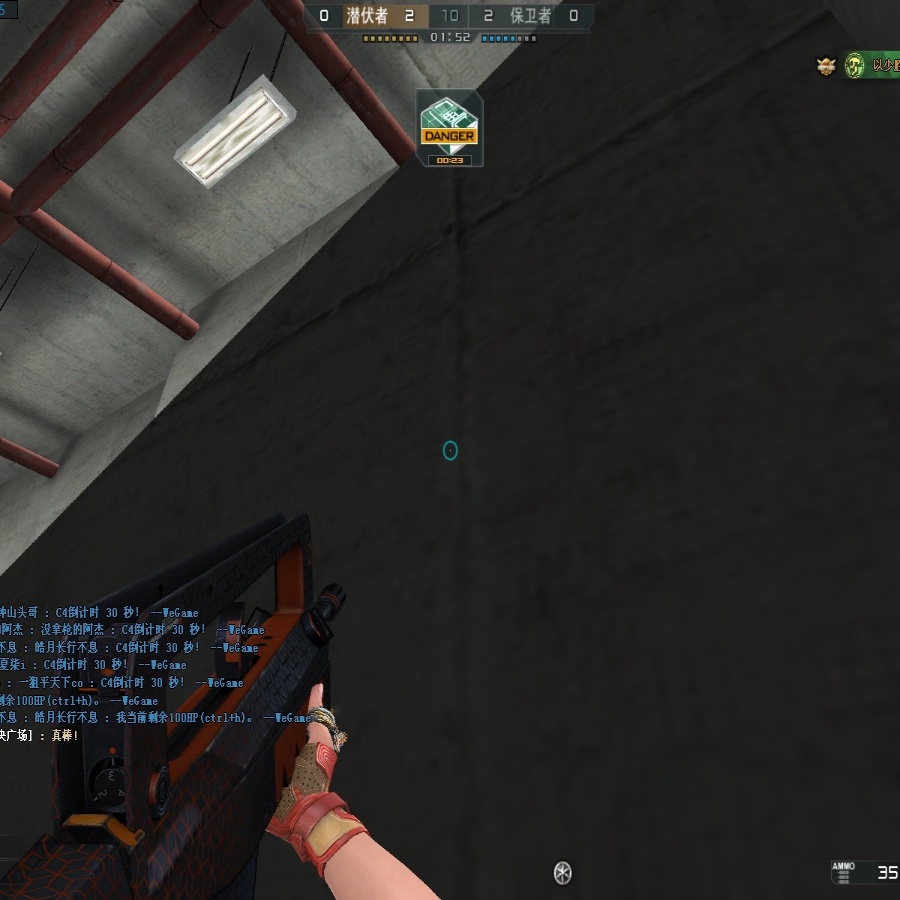 5
0 潜伏者 2 10 2 保卫者 0
01:52
以少
DANGER
00:23
钟山头哥 : C4倒计时 30 秒! --WeGame
阿杰 : 没拿枪的阿杰 : C4倒计时 30 秒! --WeGame
不息 : 皓月长行不息 : C4倒计时 30 秒! --WeGame
夏柒i : C4倒计时 30 秒! --WeGame
: 一狙平天下co : C4倒计时 30 秒! --WeGame
剩余100HP(ctrl+h)。 --WeGame
不息 : 皓月长行不息 : 我当前剩余100HP(ctrl+h)。 --WeGame
广场] : 真棒!
AMMO 35